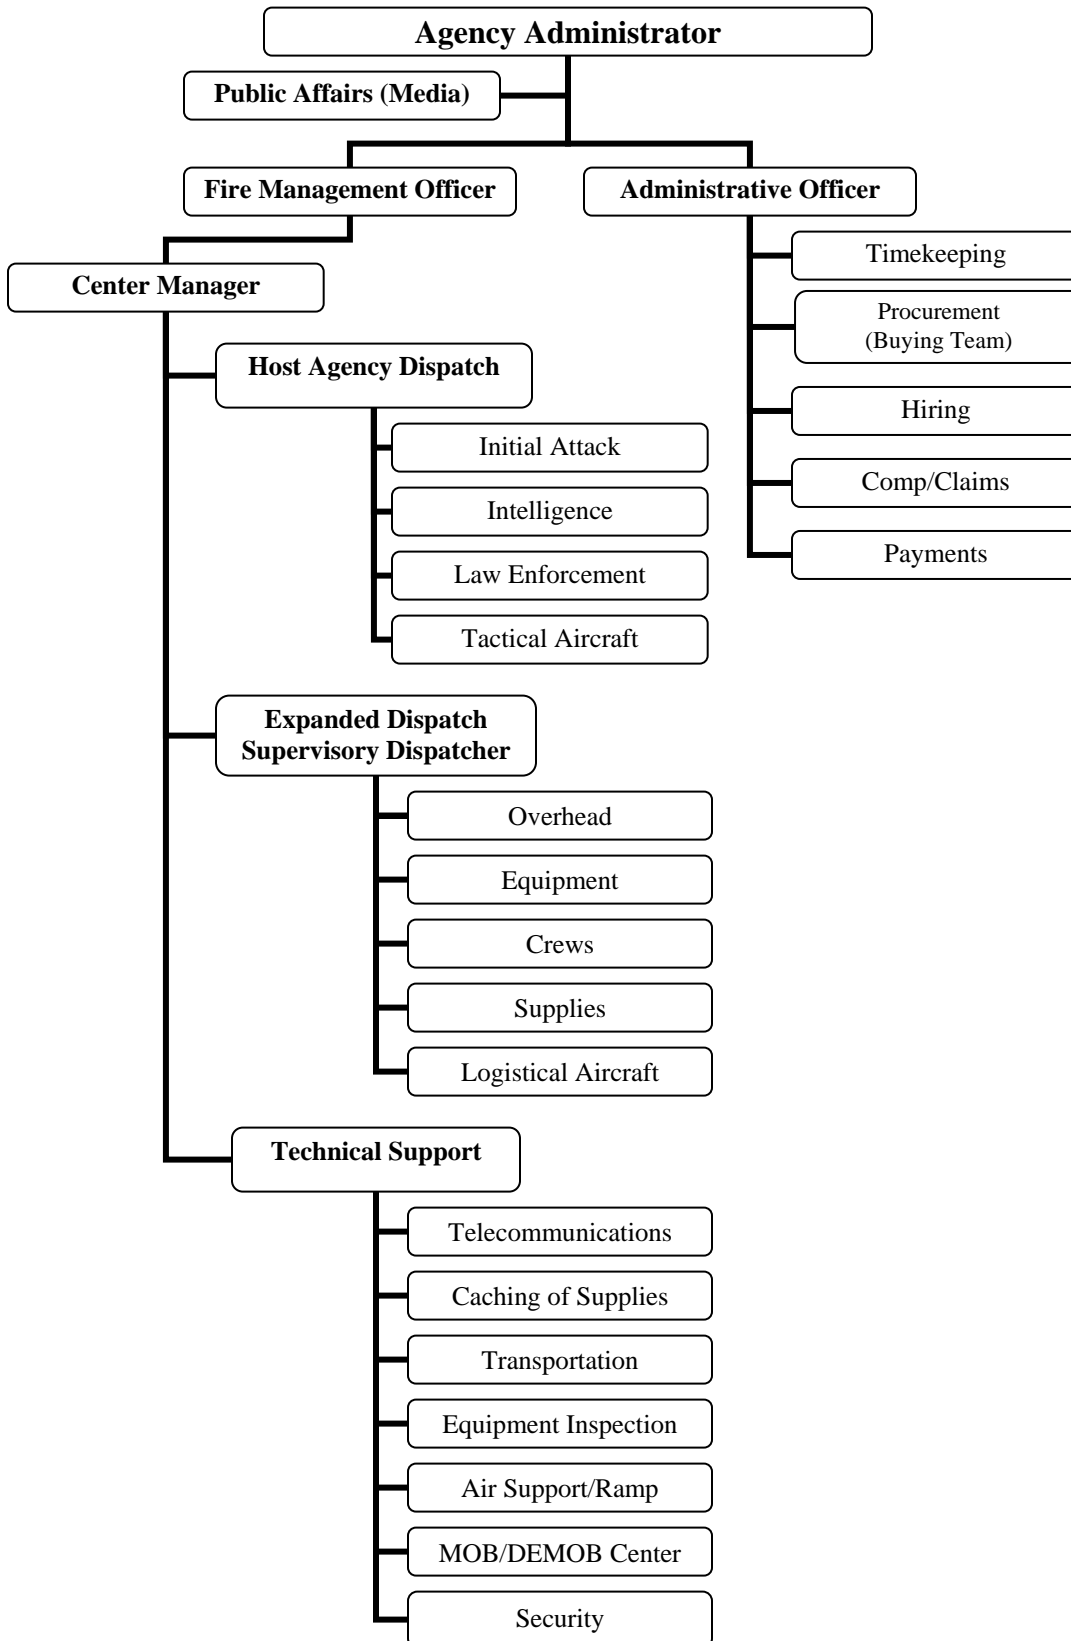 Agency Administrator
Public Affairs (Media)
Fire Management Officer
Administrative Officer
Timekeeping
Procurement
(Buying Team)
Hiring
Comp/Claims
Payments
Center Manager
Host Agency Dispatch
Initial Attack
Intelligence
Law Enforcement
Tactical Aircraft
Expanded Dispatch
Supervisory Dispatcher
Overhead
Equipment
Crews
Supplies
Logistical Aircraft
Technical Support
Telecommunications
Caching of Supplies
Transportation
Equipment Inspection
Air Support/Ramp
MOB/DEMOB Center
Security